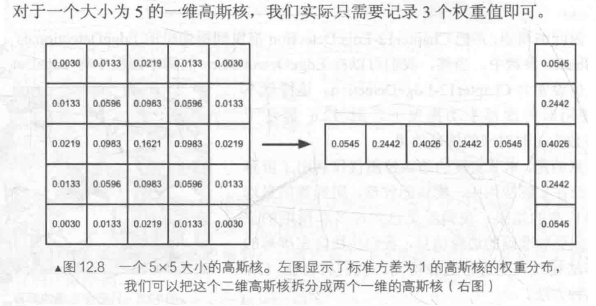 对于一个大小为 5 的一维高斯核，我们实际只需要记录 3 个权重值即可。
0.0030 0.0133 0.0219 0.0133 0.0030
0.0133 0.0596 0.0983 0.0596 0.0133
0.0219 0.0983 0.1621 0.0983 0.0219
0.0133 0.0596 0.0983 0.0596 0.0133
0.0030 0.0133 0.0219 0.0133 0.0030
0.0545 0.2442 0.4026 0.2442 0.0545
0.0545
0.2442
0.4026
0.2442
0.0545
▲图 12.8 一个 5×5 大小的高斯核。左图显示了标准方差为 1 的高斯核的权重分布，
我们可以把这个二维高斯核拆分成两个一维的高斯核（右图）